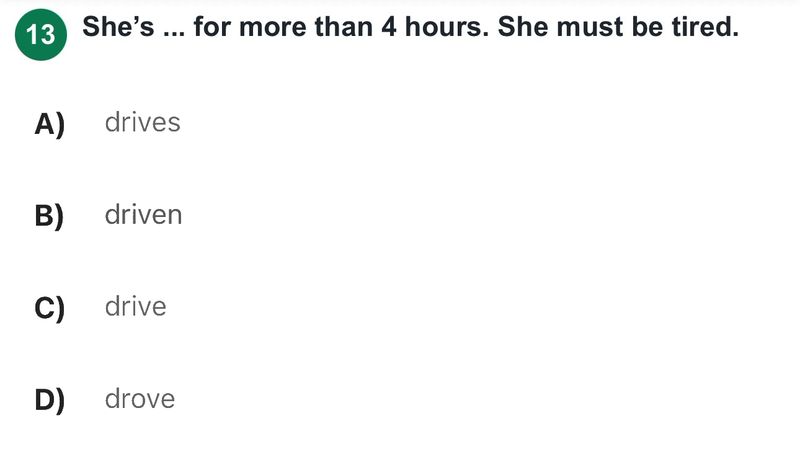 13 She’s ... for more than 4 hours. She must be tired.
A) drives
B) driven
C) drive
D) drove